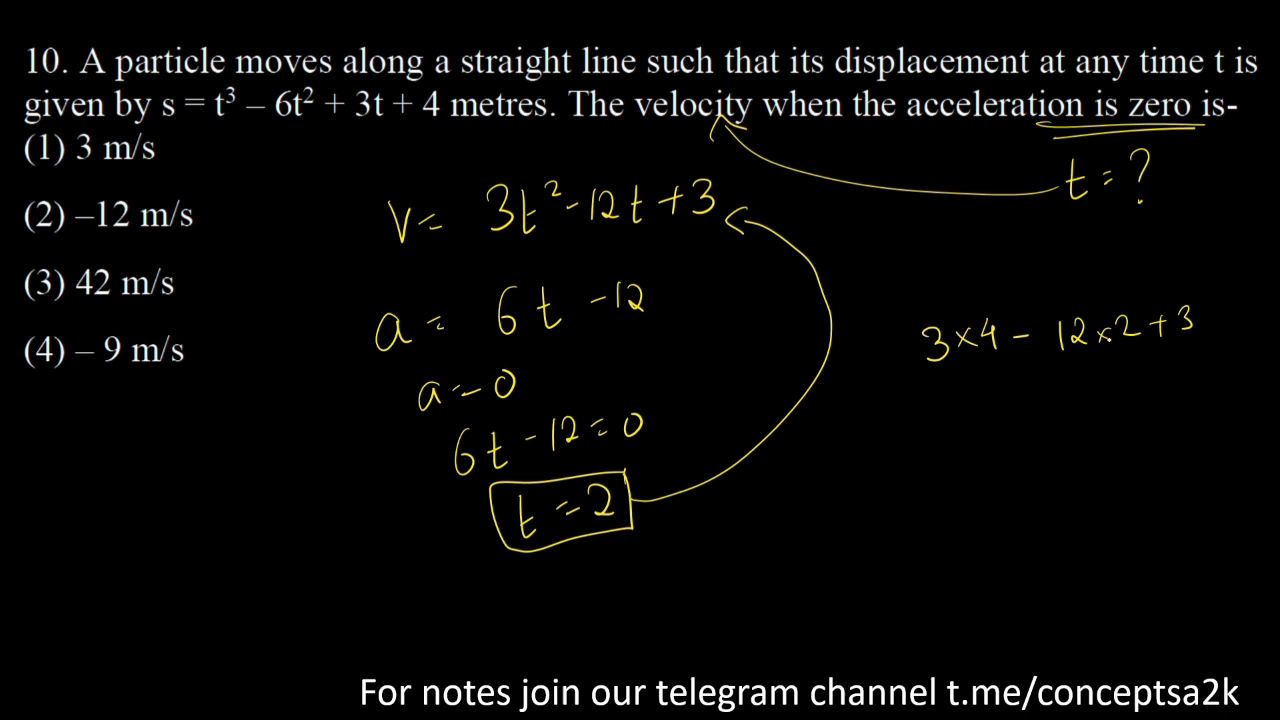 10. A particle moves along a straight line such that its displacement at any time t is
given by s = t³ – 6t² + 3t + 4 metres. The velocity when the acceleration is zero is-
(1) 3 m/s
(2) –12 m/s
(3) 42 m/s
(4) – 9 m/s
t = ?
v = 3t² - 12t + 3
a = 6t - 12
a = 0
6t - 12 = 0
t = 2
3×4 - 12×2 + 3
For notes join our telegram channel t.me/conceptsa2k